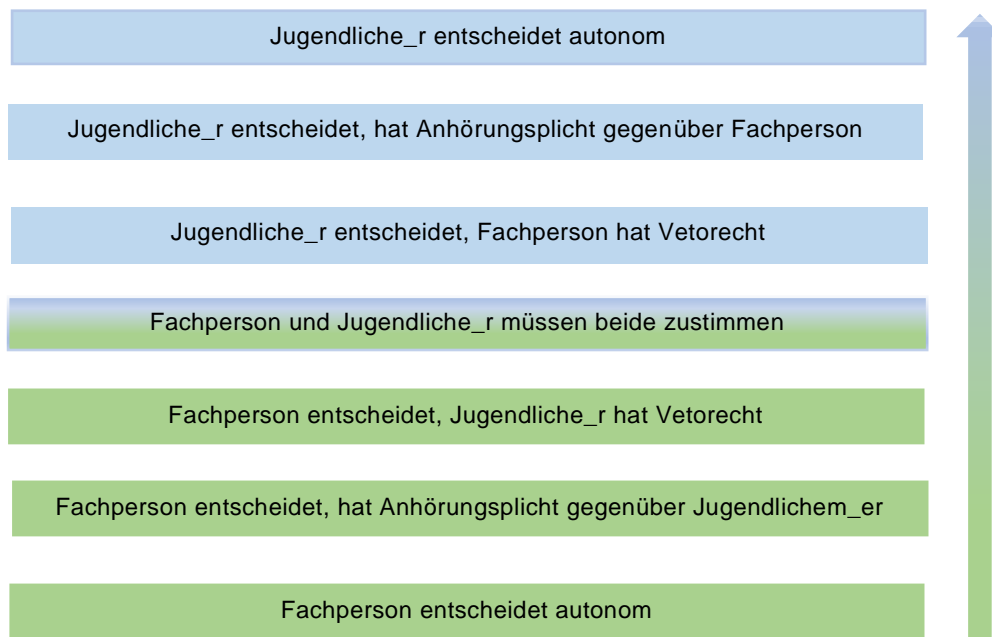 Jugendliche_r entscheidet autonom
Jugendliche_r entscheidet, hat Anhörungsplicht gegenüber Fachperson
Jugendliche_r entscheidet, Fachperson hat Vetorecht
Fachperson und Jugendliche_r müssen beide zustimmen
Fachperson entscheidet, Jugendliche_r hat Vetorecht
Fachperson entscheidet, hat Anhörungsplicht gegenüber Jugendlichem_er
Fachperson entscheidet autonom